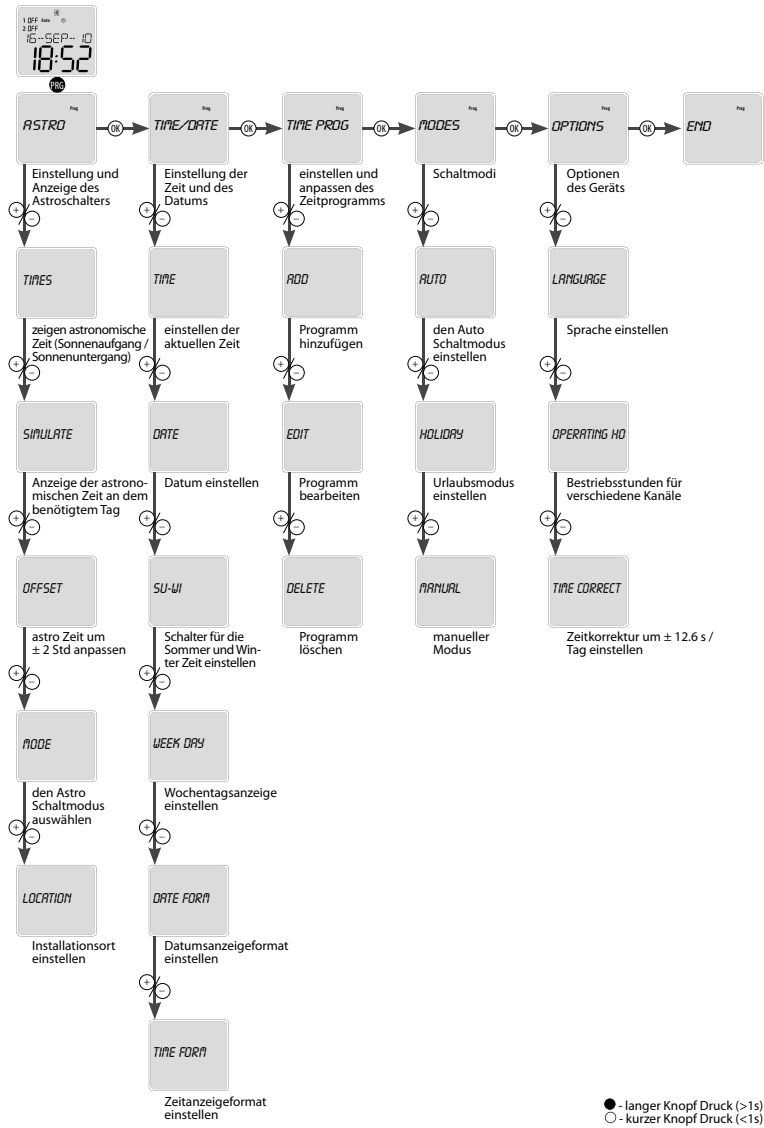 4
1 OFF Auto
2 OFF
16-SEP-10
18:52
PRG
Prog
ASTRO
OK
Prog
TIME/DATE
OK
Prog
TIME PROG
OK
Prog
MODES
OK
Prog
OPTIONS
OK
Prog
END
Einstellung und
Anzeige des
Astroschalters
+
−
Einstellung der
Zeit und des
Datums
+
−
einstellen und
anpassen des
Zeitprogramms
+
−
Schaltmodi
+
−
Optionen
des Geräts
+
−
TIMES
TIME
ADD
AUTO
LANGUAGE
zeigen astronomische
Zeit (Sonnenaufgang /
Sonnenuntergang)
+
−
einstellen der
aktuellen Zeit
+
−
Programm
hinzufügen
+
−
den Auto
Schaltmodus
einstellen
+
−
Sprache einstellen
+
−
SIMULATE
DATE
EDIT
HOLIDAY
OPERATING HO
Anzeige der astrono-
mischen Zeit an dem
benötigtem Tag
+
−
Datum einstellen
+
−
Programm
bearbeiten
+
−
Urlaubsmodus
einstellen
+
−
Bestriebsstunden für
verschiedene Kanäle
+
−
OFFSET
SU-WI
DELETE
MANUAL
TIME CORRECT
astro Zeit um
± 2 Std anpassen
+
−
Schalter für die
Sommer und Win-
ter Zeit einstellen
+
−
Programm
löschen
manueller
Modus
Zeitkorrektur um ± 12.6 s /
Tag einstellen
MODE
WEEK DAY
den Astro
Schaltmodus
auswählen
+
−
Wochentagsanzeige
einstellen
+
−
LOCATION
DATE FORM
Installationsort
einstellen
Datumsanzeigeformat
einstellen
+
−
TIME FORM
Zeitanzeigeformat
einstellen
- langer Knopf Druck (>1s)
- kurzer Knopf Druck (<1s)